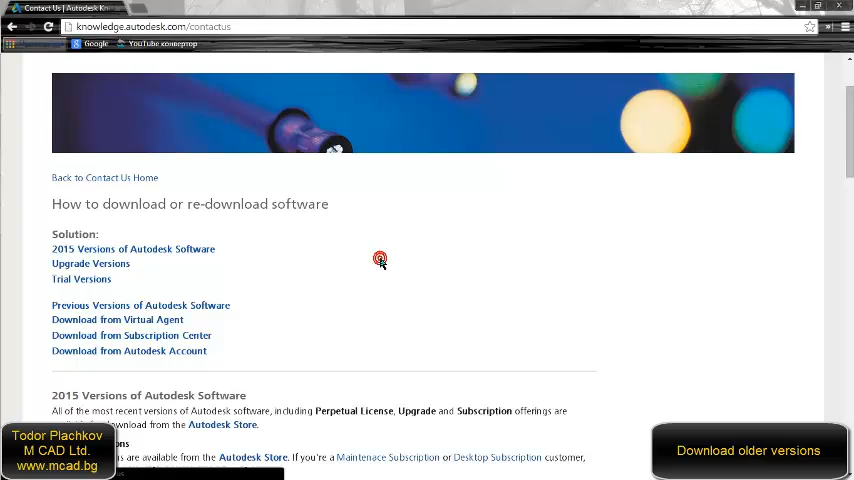 Contact Us | Autodesk Kn
knowledge.autodesk.com/contactus
Google YouTube конвертор
Back to Contact Us Home
How to download or re-download software
Solution:
2015 Versions of Autodesk Software
Upgrade Versions
Trial Versions
Previous Versions of Autodesk Software
Download from Virtual Agent
Download from Subscription Center
Download from Autodesk Account
2015 Versions of Autodesk Software
All of the most recent versions of Autodesk software, including Perpetual License, Upgrade and Subscription offerings are
download from the Autodesk Store.
are available from the Autodesk Store. If you're a Maintenace Subscription or Desktop Subscription customer,
Todor Plachkov
M CAD Ltd.
www.mcad.bg
Download older versions